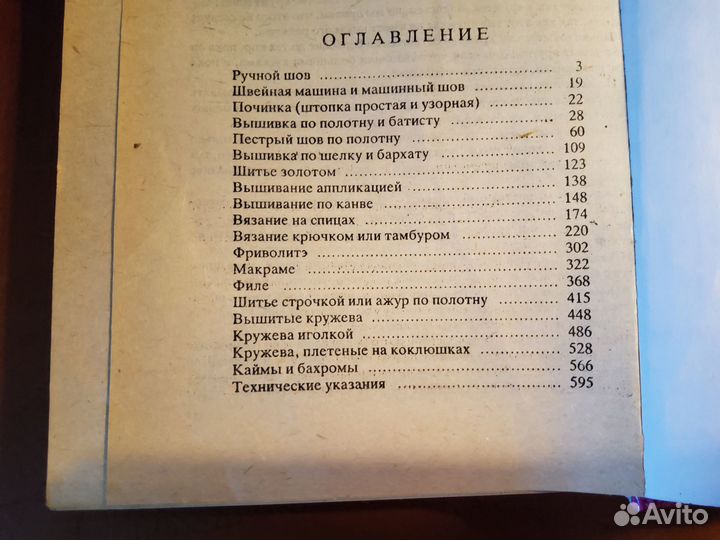 ОГЛАВЛЕНИЕ
Ручной шов ........ 3
Швейная машина и машинный шов ........ 19
Починка (штопка простая и узорная) ........ 22
Вышивка по полотну и батисту ........ 28
Пестрый шов по полотну ........ 60
Вышивка по шелку и бархату ........ 109
Шитье золотом ........ 123
Вышивание аппликацией ........ 138
Вышивание по канве ........ 148
Вязание на спицах ........ 174
Вязание крючком или тамбуром ........ 220
Фриволитэ ........ 302
Макраме ........ 322
Филе ........ 368
Шитье строчкой или ажур по полотну ........ 415
Вышитые кружева ........ 448
Кружева иголкой ........ 486
Кружева, плетеные на коклюшках ........ 528
Каймы и бахромы ........ 566
Технические указания ........ 595
Avito